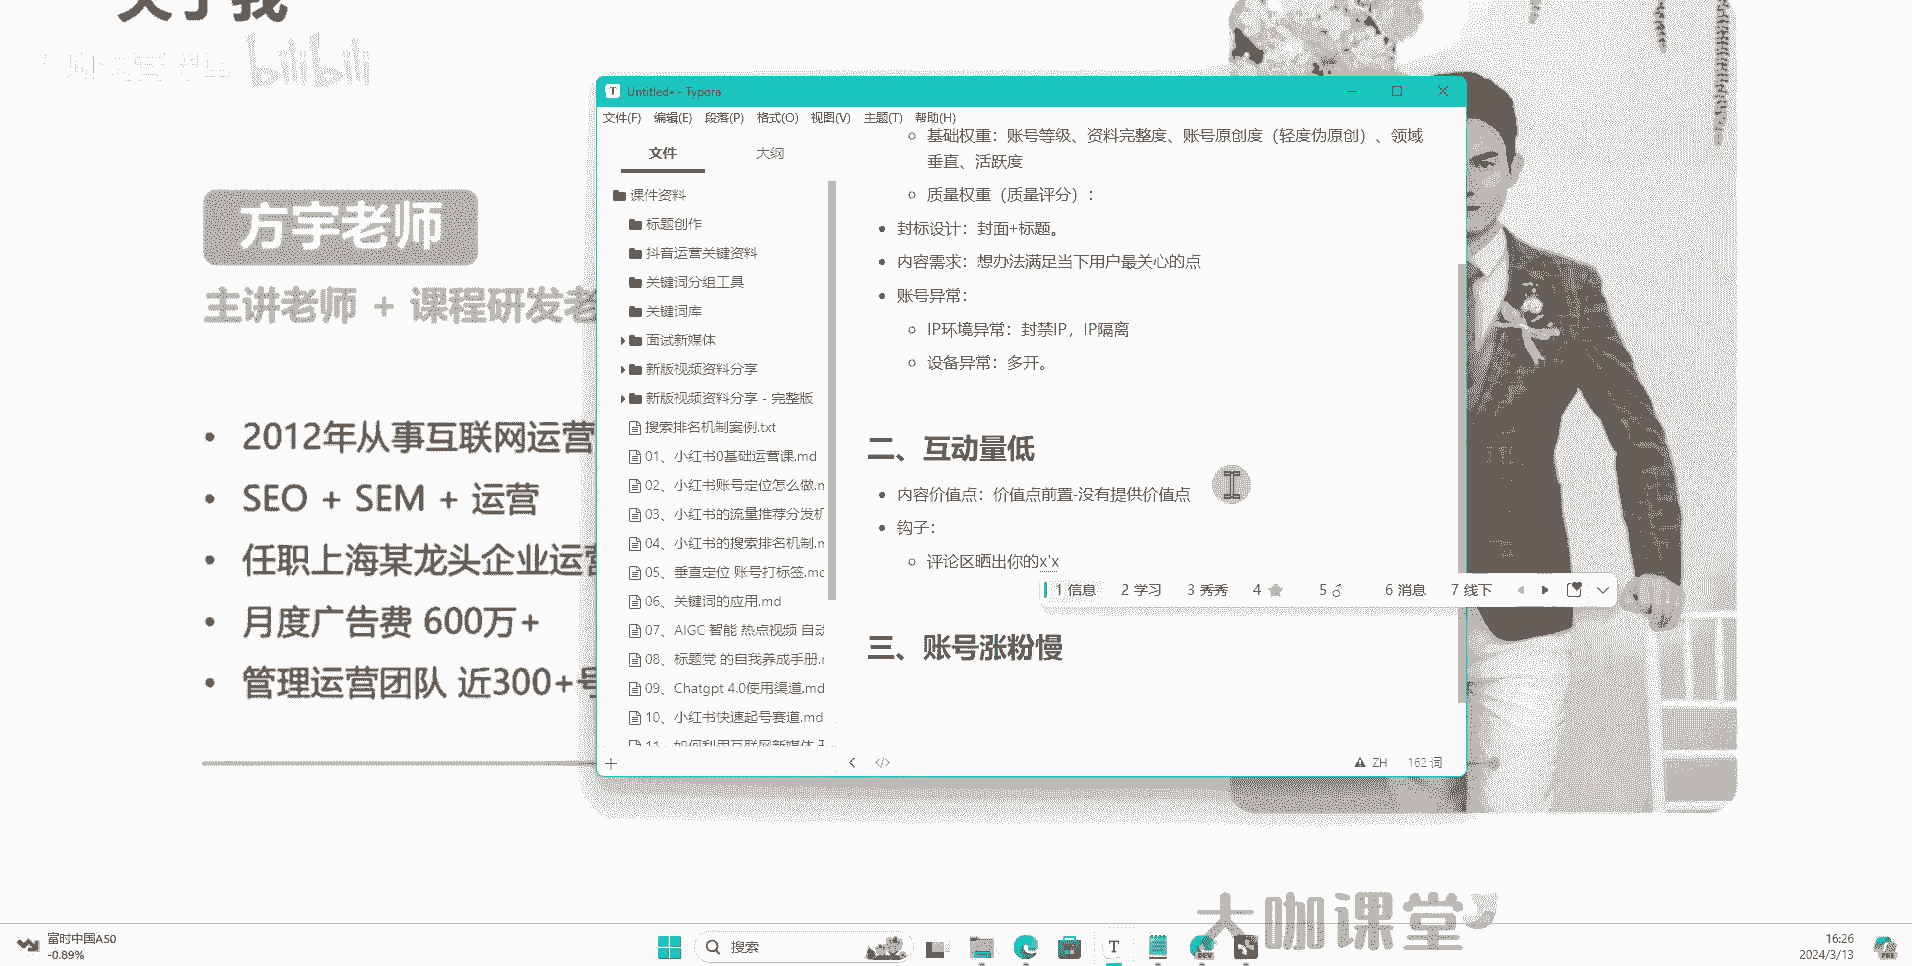 关于我
bilibili
方宇老师
主讲老师 + 课程研发老
• 2012年从事互联网运营
• SEO + SEM + 运营
• 任职上海某龙头企业运营
• 月度广告费 600万+
• 管理运营团队 近300+号
Untitled• - Typora
文件(F) 编辑(E) 段落(P) 格式(O) 视图(V) 主题(T) 帮助(H)
文件 大纲
课件资料
标题创作
抖音运营关键资料
关键词分组工具
关键词库
面试新媒体
新版视频资料分享
新版视频资料分享 - 完整版
搜索排名机制案例.txt
01、小红书0基础运营课.md
02、小红书账号定位怎么做.m
03、小红书的流量推荐分发机
04、小红书的搜索排名机制.m
05、垂直定位 账号打标签.md
06、关键词的应用.md
07、AIGC 智能 热点视频 自动
08、标题党 的自我养成手册.m
09、Chatgpt 4.0使用渠道.md
10、小红书快速起号赛道.md
11、如何利用互联网新媒体
基础权重：账号等级、资料完整度、账号原创度（轻度伪原创）、领域
垂直、活跃度
质量权重（质量评分）：
• 封标设计：封面+标题。
• 内容需求：想办法满足当下用户最关心的点
• 账号异常：
IP环境异常：封禁IP，IP隔离
设备异常：多开。
二、互动量低
• 内容价值点：价值点前置-没有提供价值点
• 钩子：
评论区晒出你的x'x
1 信息 2 学习 3 秀秀 4 5 ♂ 6 消息 7 线下
三、账号涨粉慢
ZH 162 词
大咖课堂
富时中国A50
-0.89%
搜索
DEV
16:26
2024/3/13
PRE